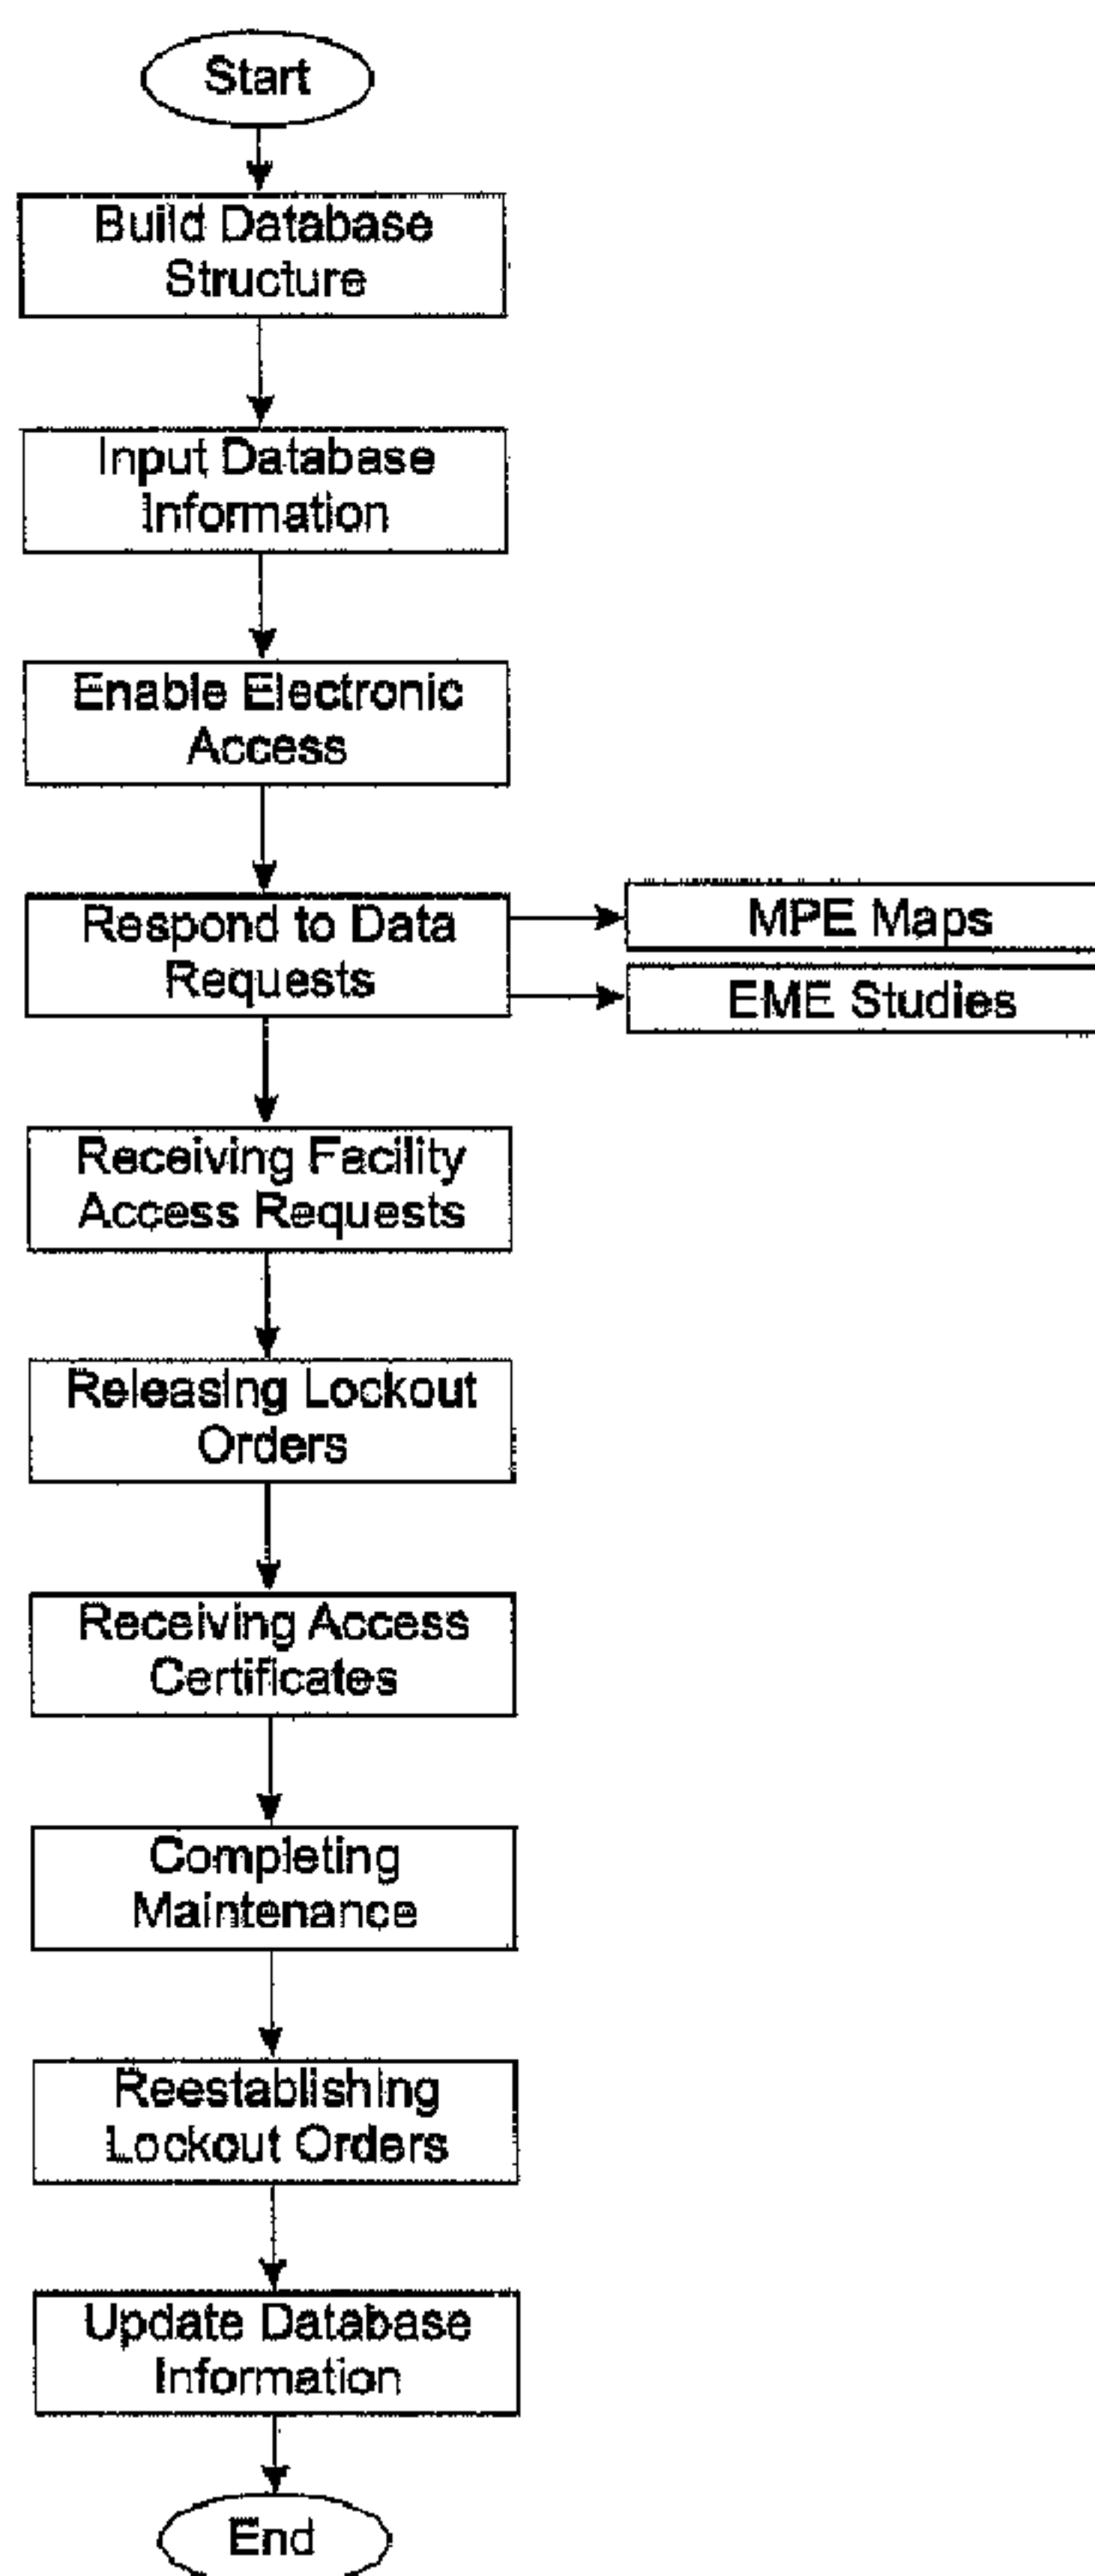 Start
Build Database
Structure
Input Database
Information
Enable Electronic
Access
Respond to Data
Requests
MPE Maps
EME Studies
Receiving Facility
Access Requests
Releasing Lockout
Orders
Receiving Access
Certificates
Completing
Maintenance
Reestablishing
Lockout Orders
Update Database
Information
End